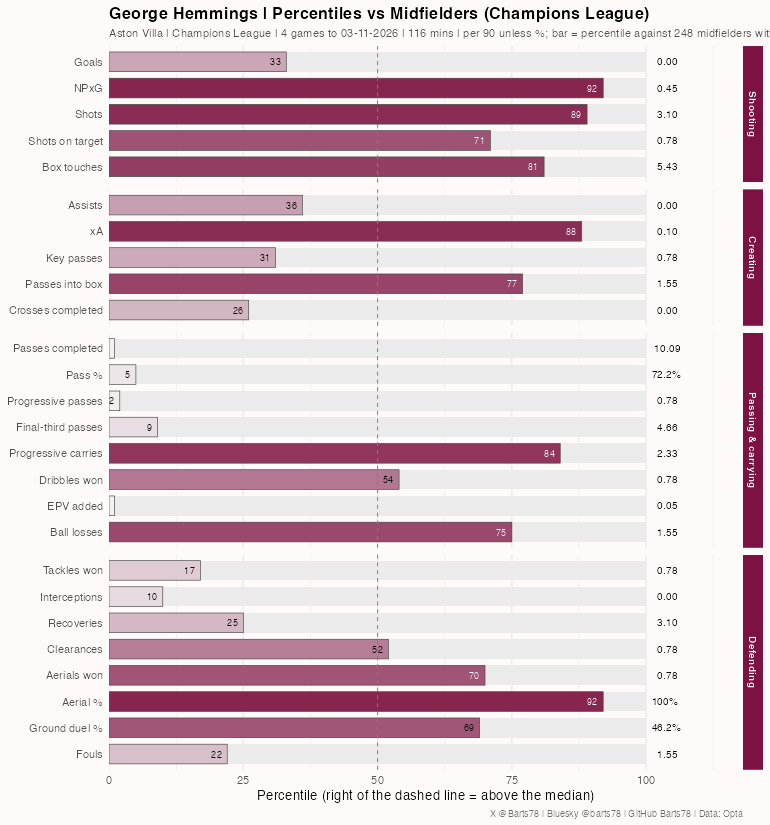 George Hemmings | Percentiles vs Midfielders (Champions League)
Aston Villa | Champions League | 4 games to 03-11-2026 | 116 mins | per 90 unless %; bar = percentile against 248 midfielders wit
Goals 33 0.00
NPxG 92 0.45
Shots 89 3.10
Shots on target 71 0.78
Box touches 81 5.43
Shooting
Assists 36 0.00
xA 88 0.10
Key passes 31 0.78
Passes into box 77 1.55
Crosses completed 26 0.00
Creating
Passes completed 10.09
Pass % 5 72.2%
Progressive passes 2 0.78
Final-third passes 9 4.66
Progressive carries 84 2.33
Dribbles won 54 0.78
EPV added 0.05
Ball losses 75 1.55
Passing & carrying
Tackles won 17 0.78
Interceptions 10 0.00
Recoveries 25 3.10
Clearances 52 0.78
Aerials won 70 0.78
Aerial % 92 100%
Ground duel % 69 46.2%
Fouls 22 1.55
Defending
0 25 50 75 100
Percentile (right of the dashed line = above the median)
X @Barts78 | Bluesky @barts78 | GitHub Barts78 | Data: Opta